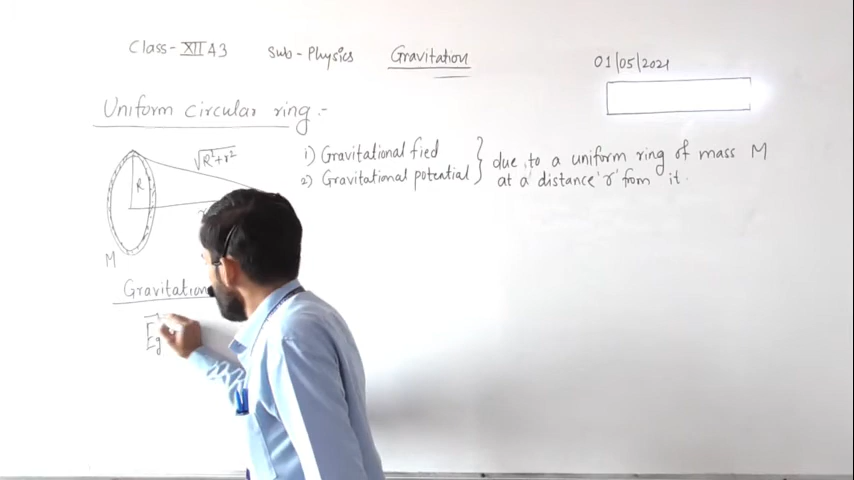 Class - XII A3 Sub - Physics Gravitation
01/05/2021
Uniform circular ring :-
√R²+r²
R
M
1) Gravitational fied
2) Gravitational potential
due to a uniform ring of mass M
at a distance 'r' from it.
Gravitation
Eg